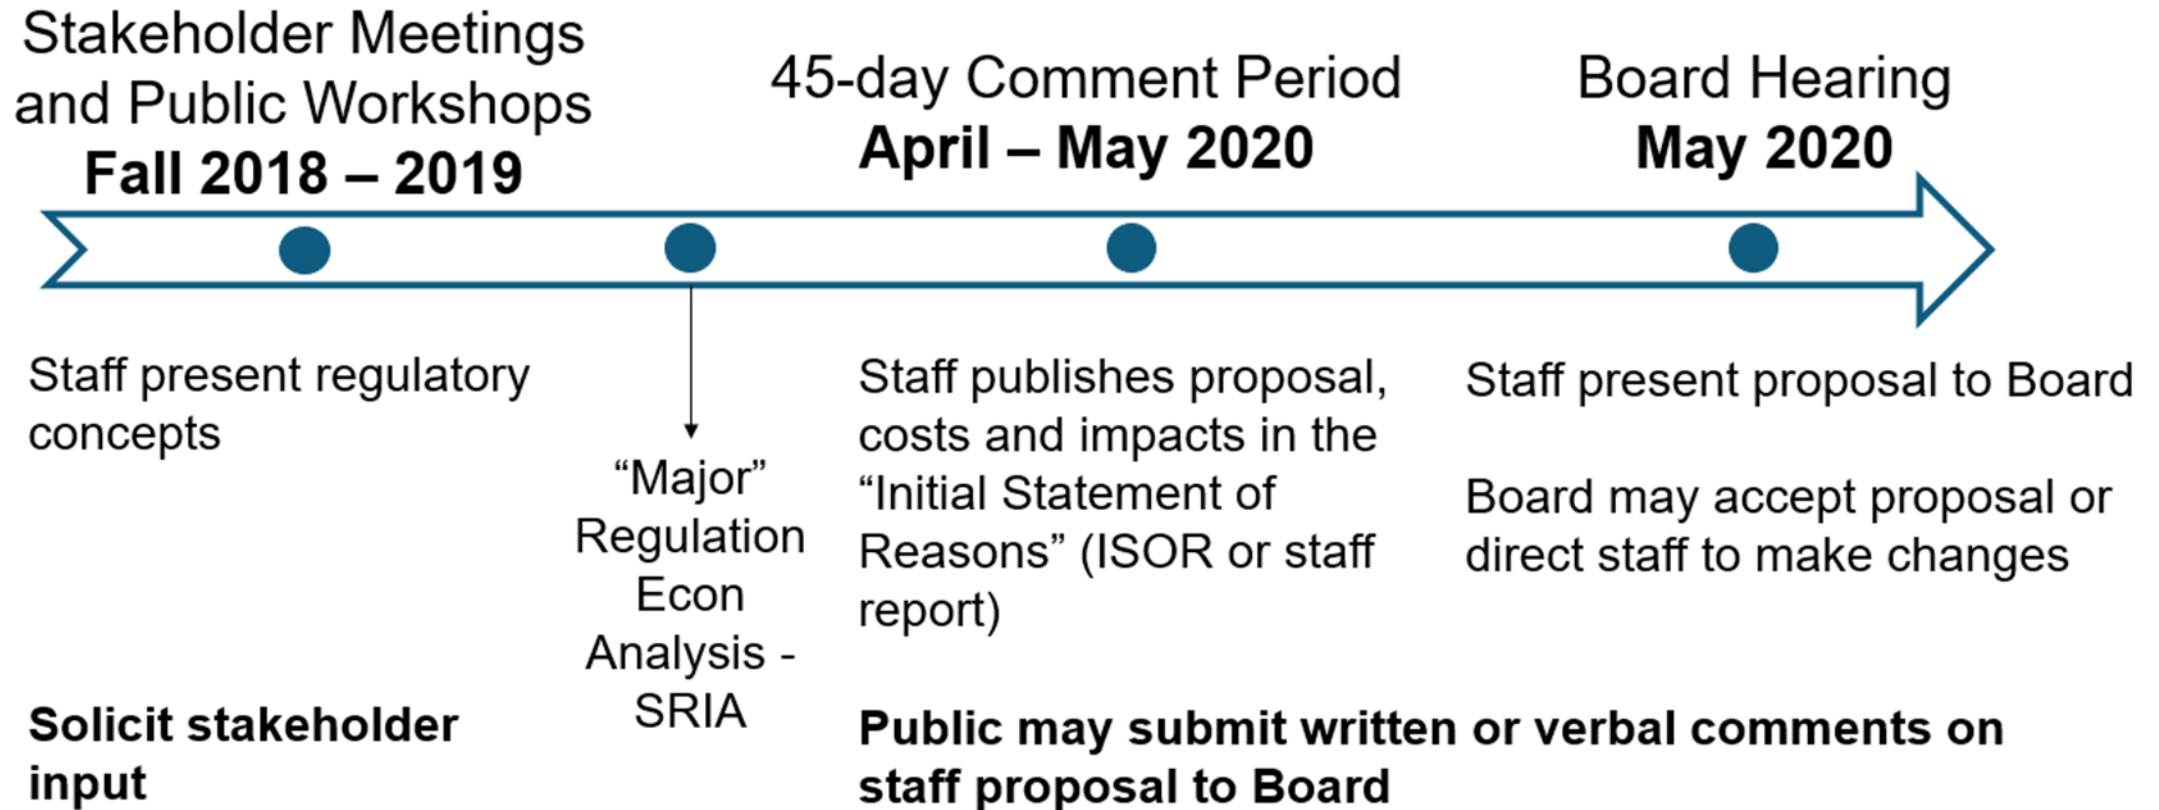 Stakeholder Meetings
and Public Workshops
Fall 2018 – 2019
45-day Comment Period
April – May 2020
Board Hearing
May 2020
Staff present regulatory
concepts
Solicit stakeholder
input
“Major”
Regulation
Econ
Analysis -
SRIA
Staff publishes proposal,
costs and impacts in the
“Initial Statement of
Reasons” (ISOR or staff
report)
Staff present proposal to Board
Board may accept proposal or
direct staff to make changes
Public may submit written or verbal comments on
staff proposal to Board